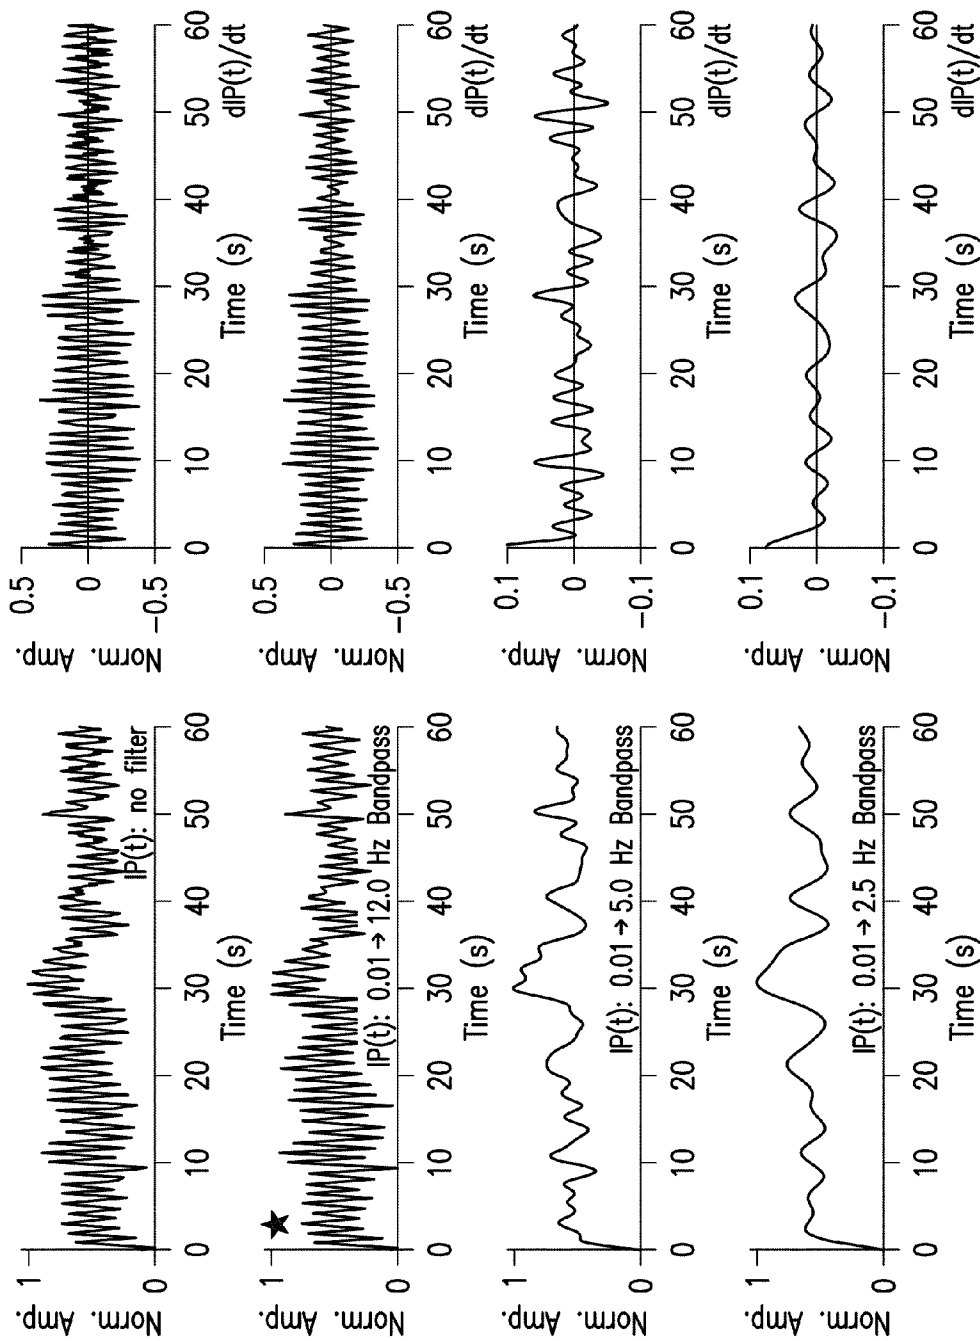 Norm. Amp.
1
0
IP(t): no filter
0 10 20 30 40 50 60
Time (s)
Norm. Amp.
0.5
0
−0.5
0 10 20 30 40 50 60
Time (s)
dIP(t)/dt
★
Norm. Amp.
1
0
IP(t): 0.01→12.0 Hz Bandpass
0 10 20 30 40 50 60
Time (s)
Norm. Amp.
0.5
0
−0.5
0 10 20 30 40 50 60
Time (s)
dIP(t)/dt
Norm. Amp.
1
0
IP(t): 0.01→5.0 Hz Bandpass
0 10 20 30 40 50 60
Time (s)
Norm. Amp.
0.1
0
−0.1
0 10 20 30 40 50 60
Time (s)
dIP(t)/dt
Norm. Amp.
1
0
IP(t): 0.01→2.5 Hz Bandpass
0 10 20 30 40 50 60
Time (s)
Norm. Amp.
0.1
0
−0.1
0 10 20 30 40 50 60
Time (s)
dIP(t)/dt